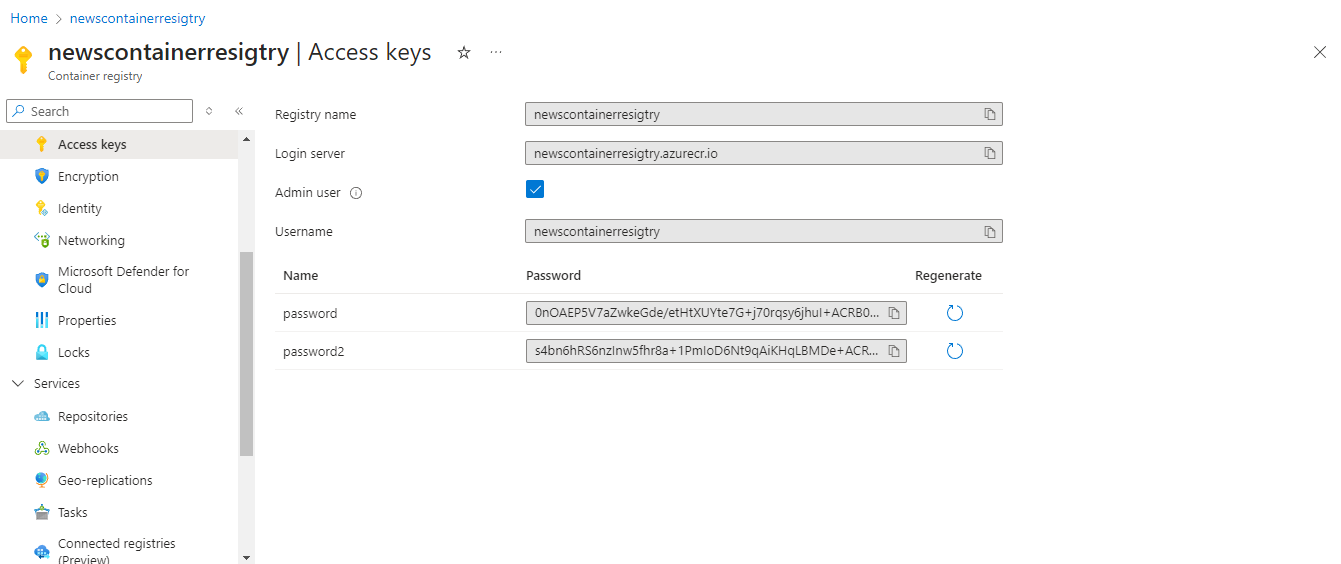 Home > newscontainerresigtry
newscontainerresigtry | Access keys
Container registry
Search
Access keys
Encryption
Identity
Networking
Microsoft Defender for
Cloud
Properties
Locks
Services
Repositories
Webhooks
Geo-replications
Tasks
Connected registries
(Preview)
Registry name newscontainerresigtry
Login server newscontainerresigtry.azurecr.io
Admin user
Username newscontainerresigtry
Name Password Regenerate
password 0nOAEP5V7aZwkeGde/etHtXUYte7G+j70rqsy6jhuI+ACRB0...
password2 s4bn6hRS6nzInw5fhr8a+1PmIoD6Nt9qAiKHqLBMDe+ACR...